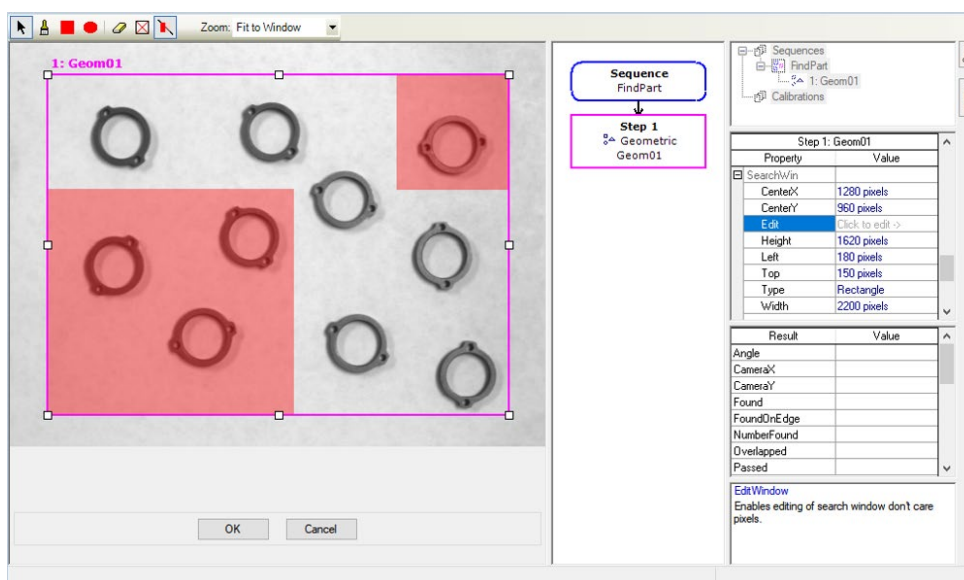 Zoom: Fit to Window
1: Geom01
Sequence
FindPart
Step 1
Geometric
Geom01
Sequences
FindPart
1: Geom01
Calibrations
Step 1: Geom01
Property Value
SearchWin
CenterX 1280 pixels
CenterY 960 pixels
Edit Click to edit ->
Height 1620 pixels
Left 180 pixels
Top 150 pixels
Type Rectangle
Width 2200 pixels
Result Value
Angle
CameraX
CameraY
Found
FoundOnEdge
NumberFound
Overlapped
Passed
EditWindow
Enables editing of search window don't care
pixels.
OK Cancel